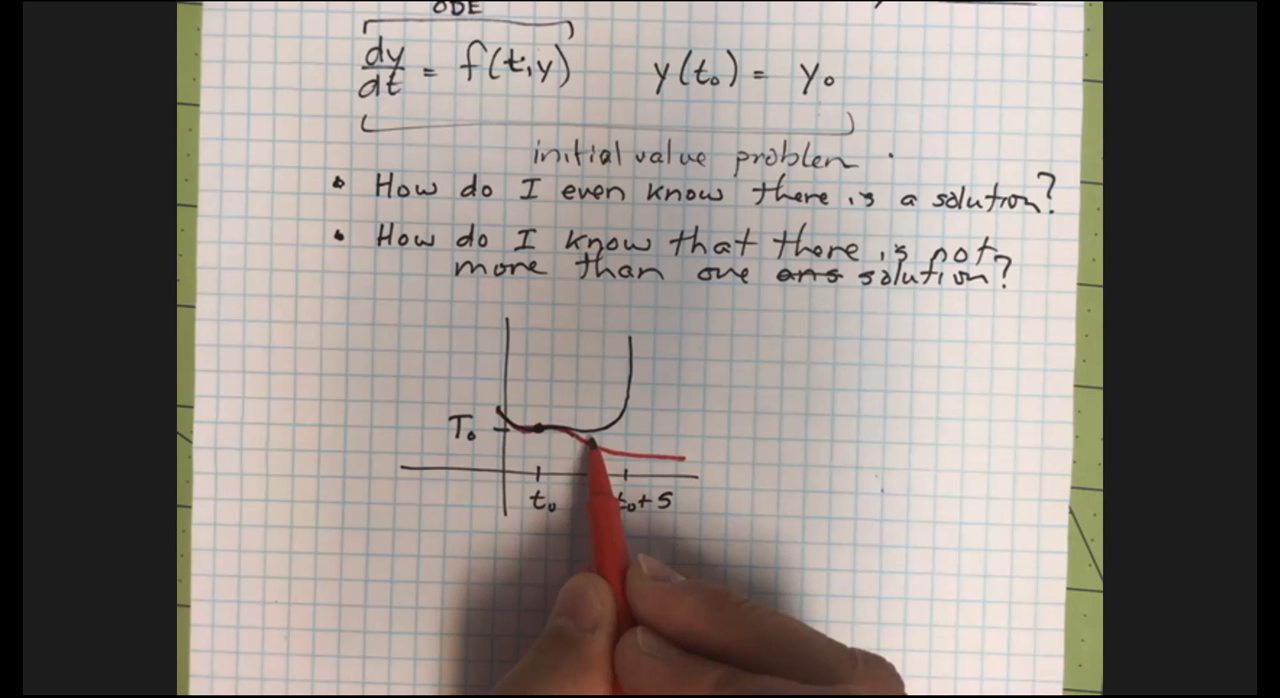 ODE
dy/dt = f(t,y) y(t₀) = y₀
initial value problem
• How do I even know there is a solution?
• How do I know that there is not
more than one ans solution?
T₀
t₀ t₀+5